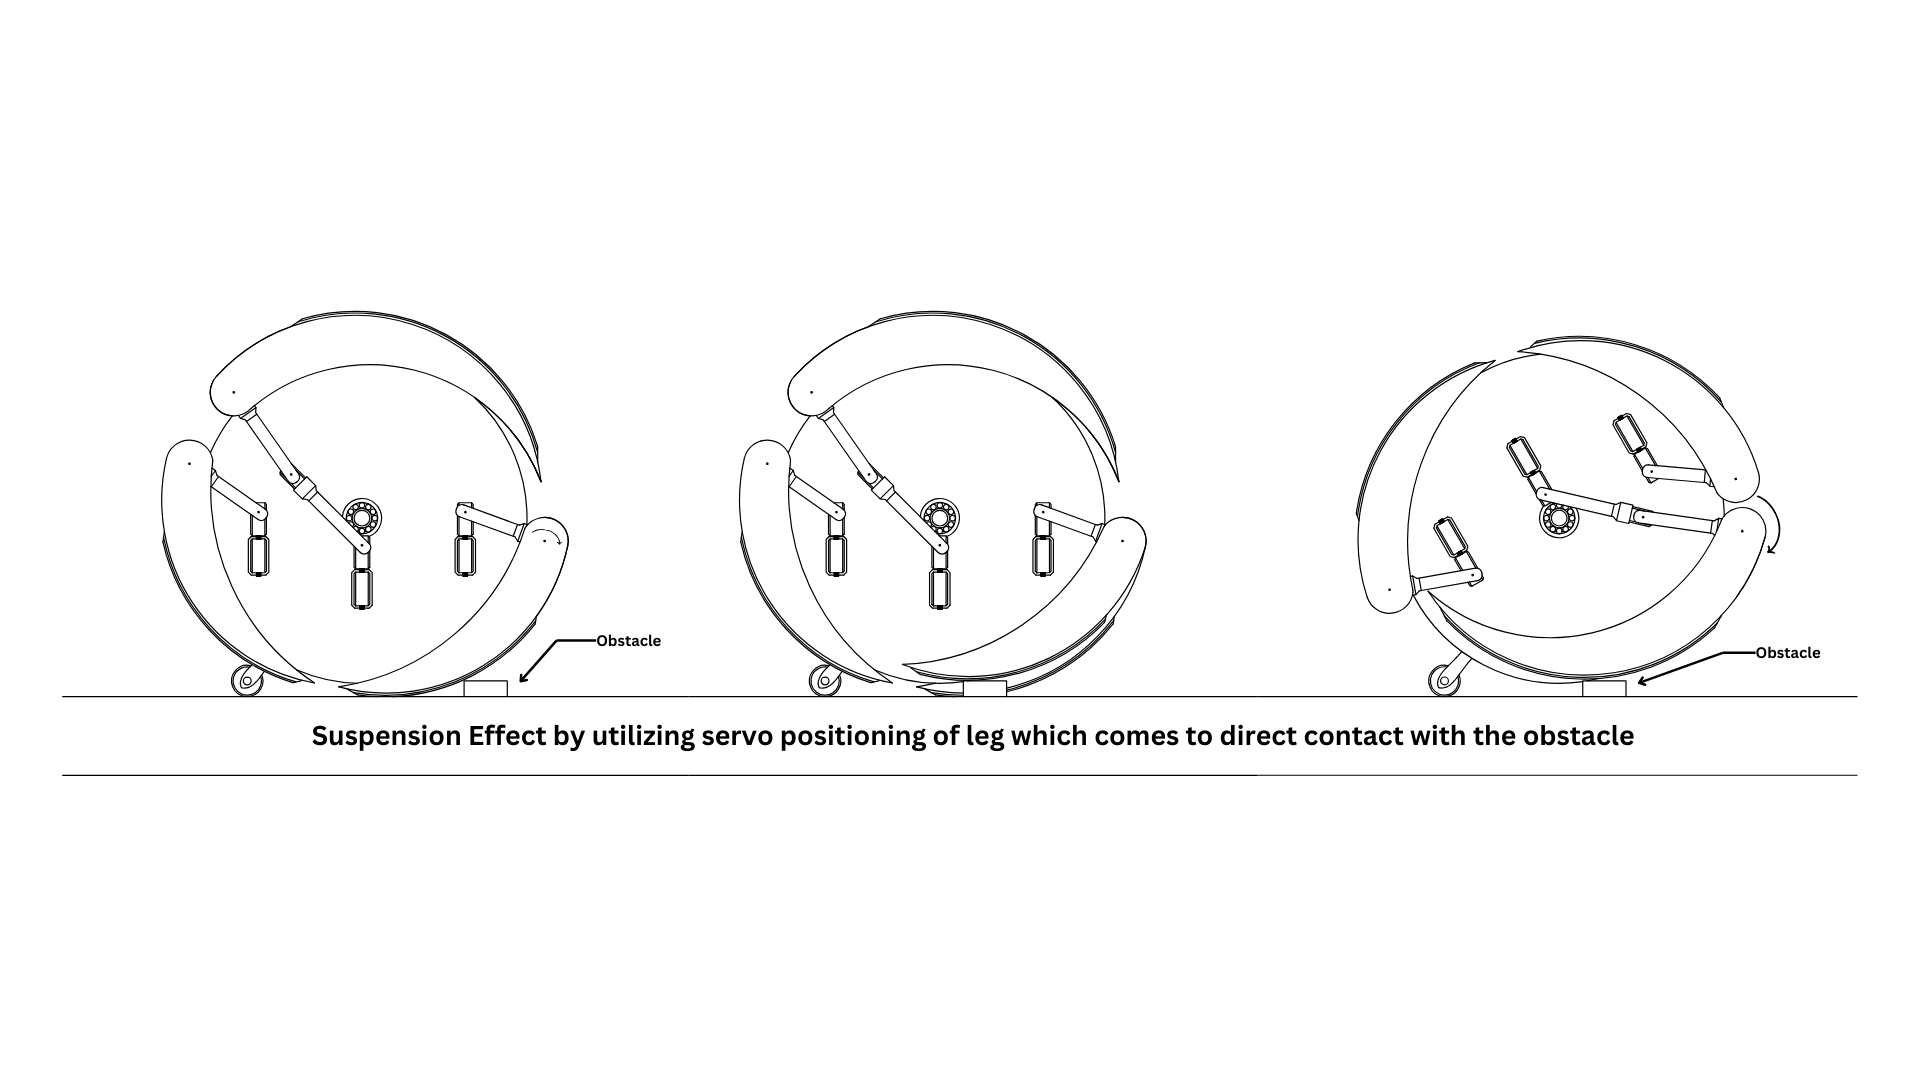 Obstacle
Obstacle
Suspension Effect by utilizing servo positioning of leg which comes to direct contact with the obstacle